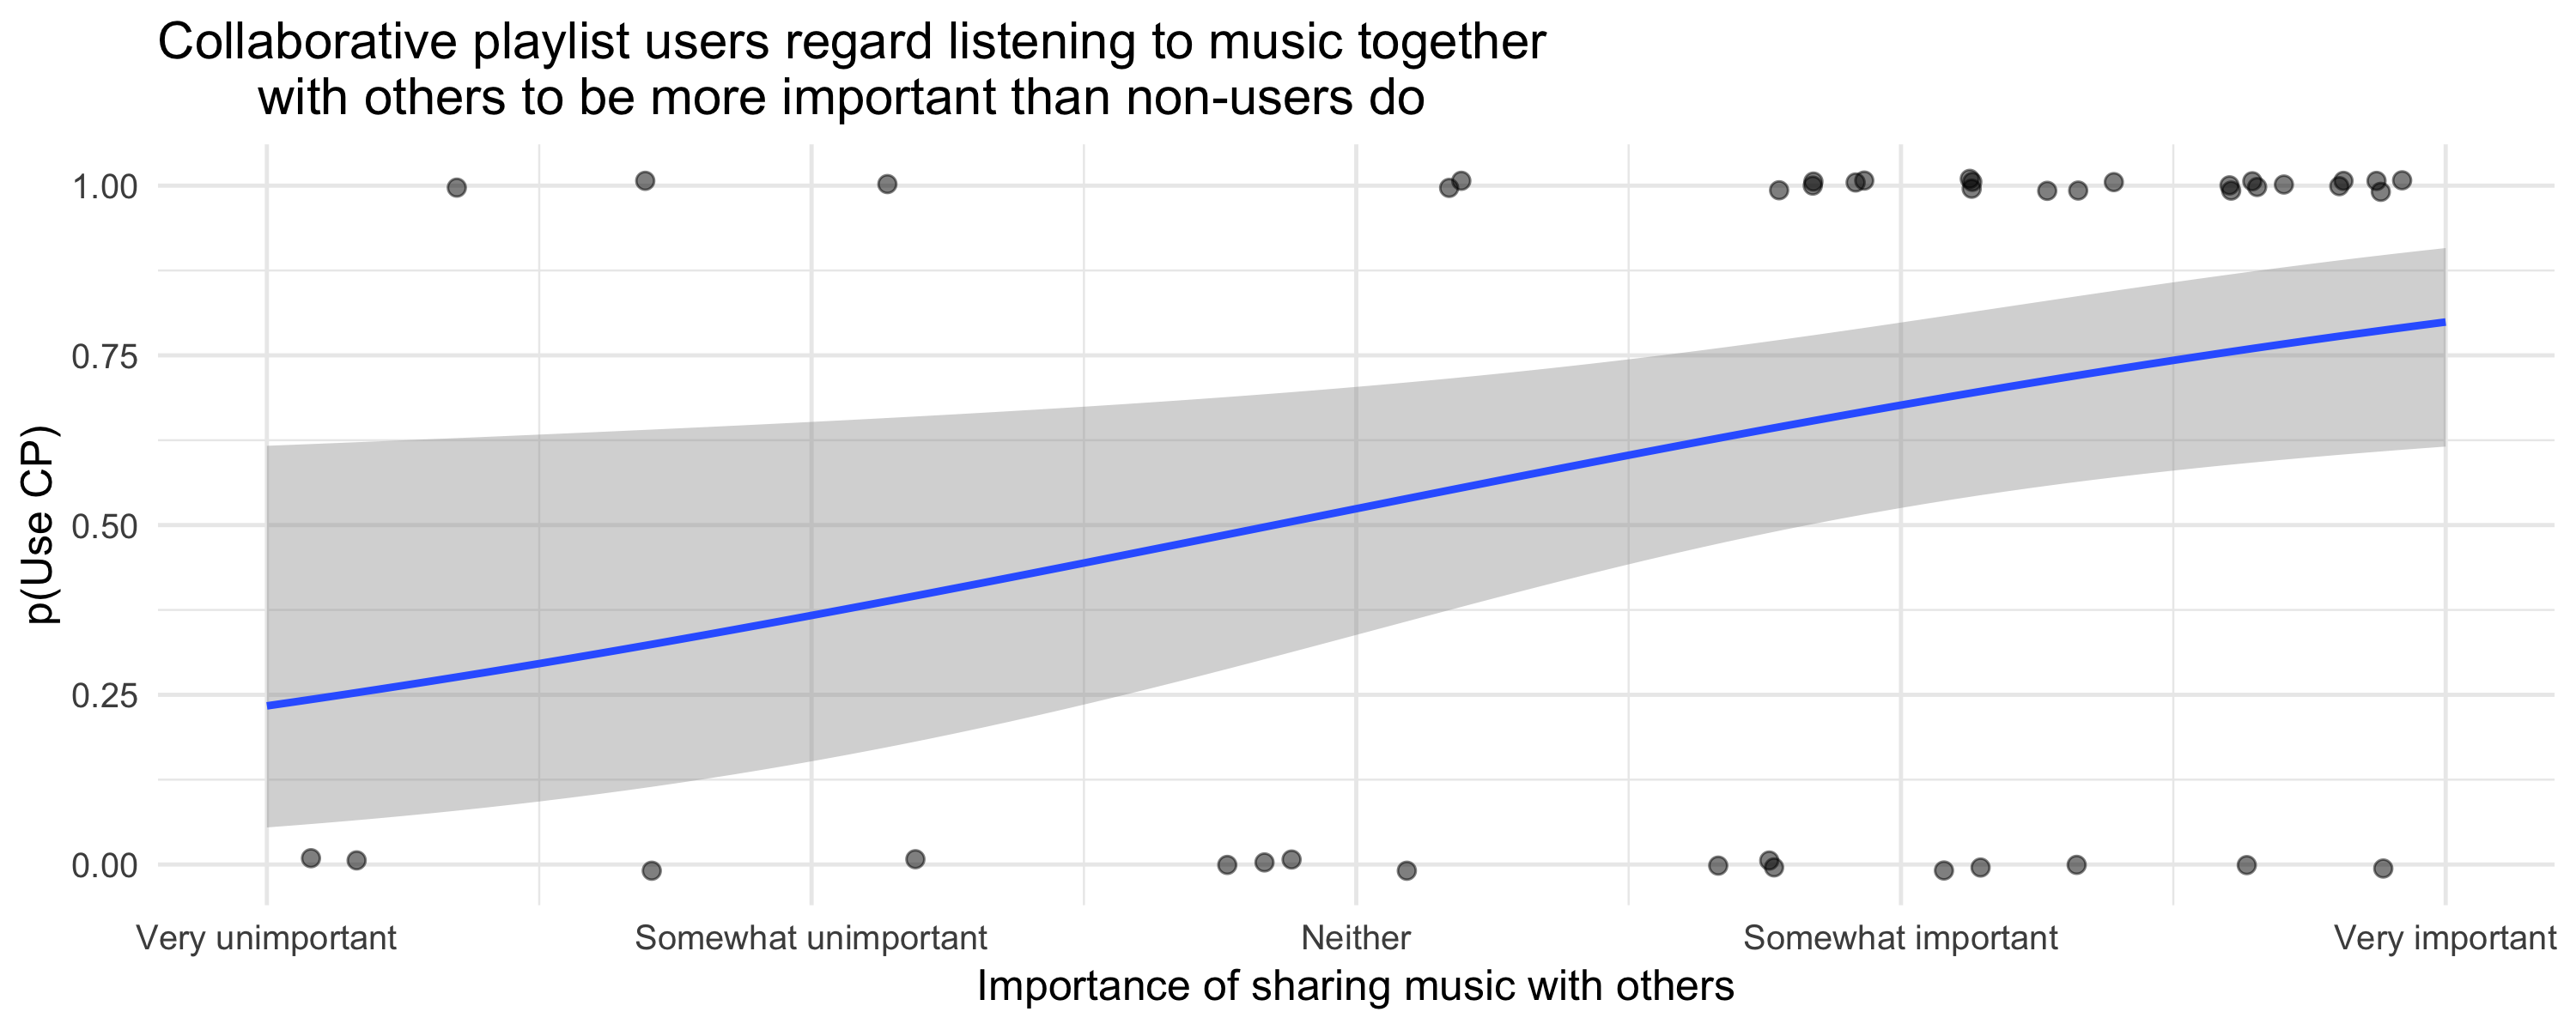 Collaborative playlist users regard listening to music together
with others to be more important than non-users do
1.00
0.75
0.50
0.25
0.00
p(Use CP)
Very unimportant
Somewhat unimportant
Neither
Somewhat important
Very important
Importance of sharing music with others